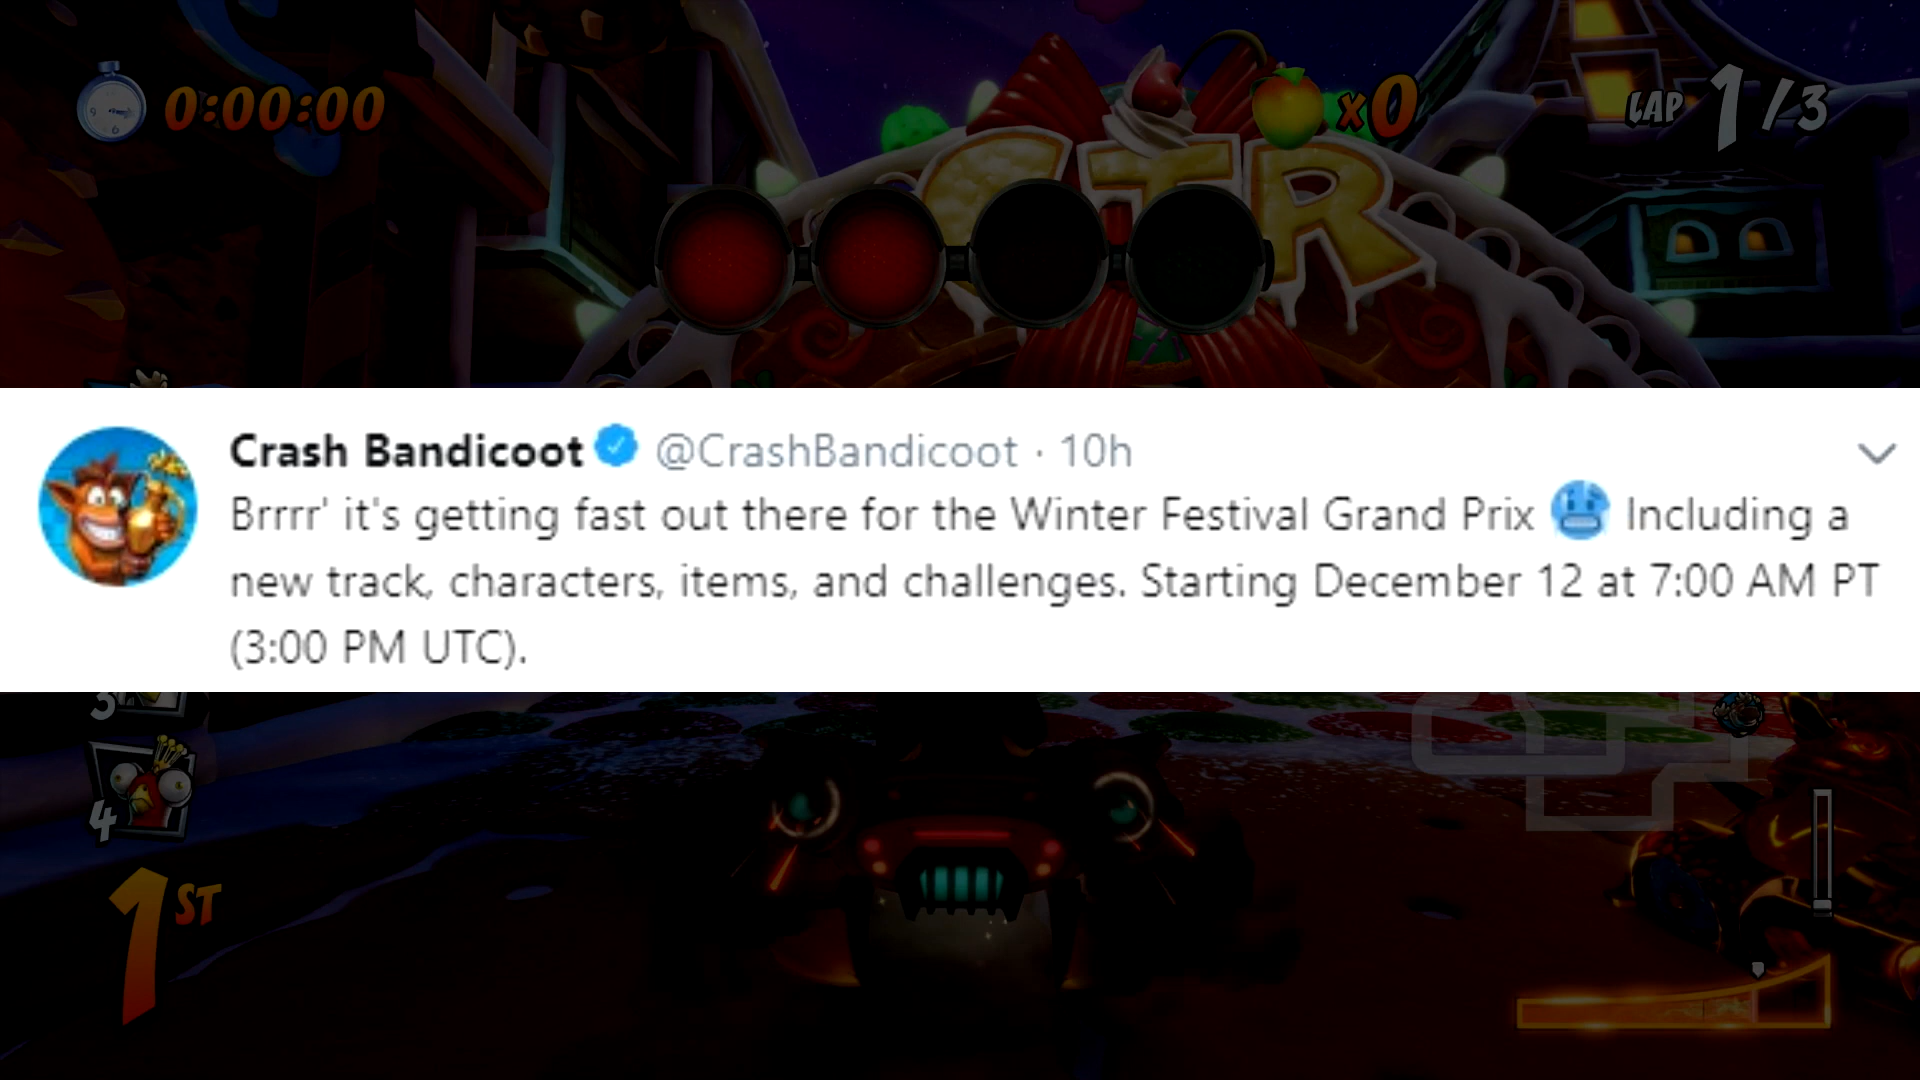 0:00:00
x0
LAP 1/3
CTR
Crash Bandicoot @CrashBandicoot · 10h
Brrrr' it's getting fast out there for the Winter Festival Grand Prix 🥶 Including a
new track, characters, items, and challenges. Starting December 12 at 7:00 AM PT
(3:00 PM UTC).
3
4
1ST